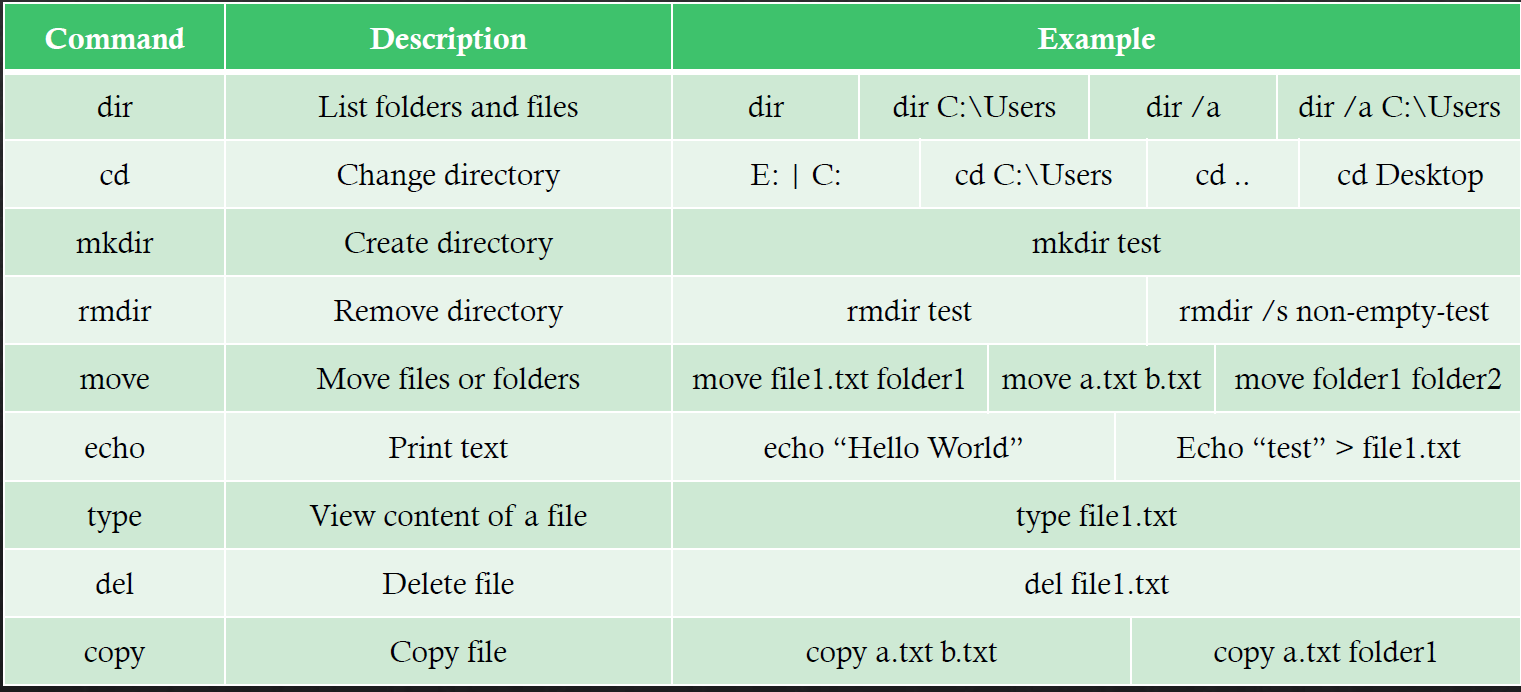 Command Description Example
dir List folders and files dir dir C:\Users dir /a dir /a C:\Users
cd Change directory E: | C: cd C:\Users cd .. cd Desktop
mkdir Create directory mkdir test
rmdir Remove directory rmdir test rmdir /s non-empty-test
move Move files or folders move file1.txt folder1 move a.txt b.txt move folder1 folder2
echo Print text echo “Hello World” Echo “test” > file1.txt
type View content of a file type file1.txt
del Delete file del file1.txt
copy Copy file copy a.txt b.txt copy a.txt folder1